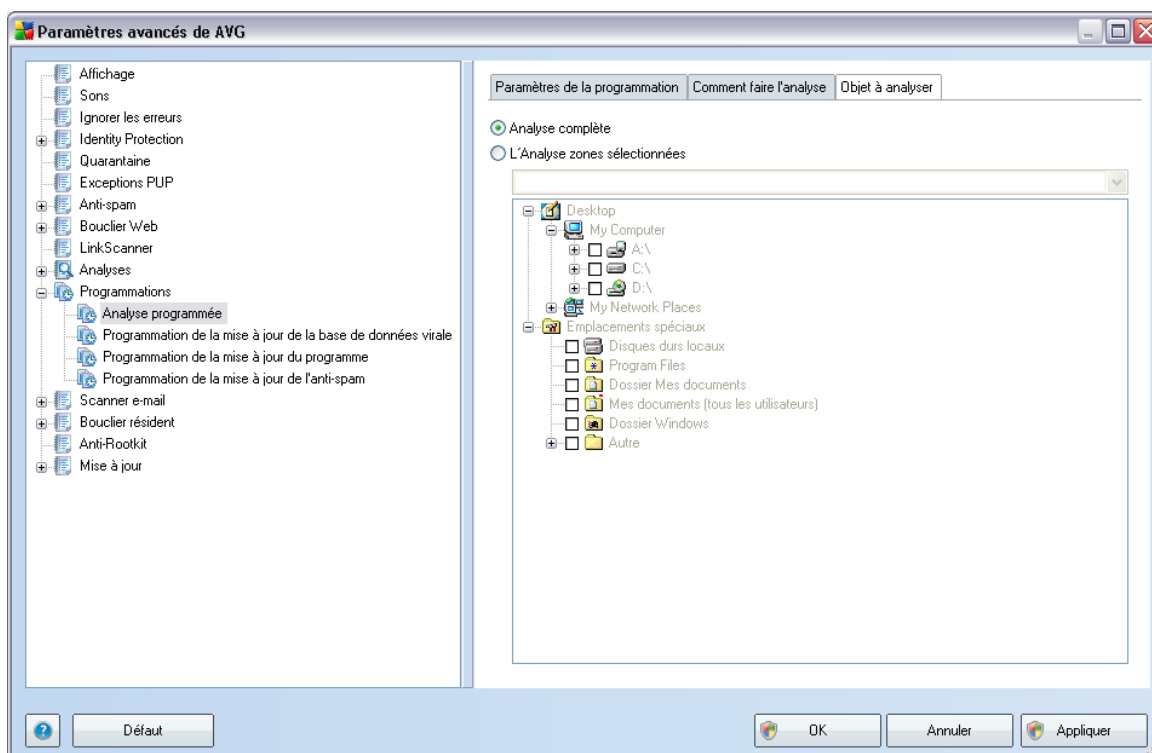 Paramètres avancés de AVG
Affichage
Sons
Ignorer les erreurs
Identity Protection
Quarantaine
Exceptions PUP
Anti-spam
Bouclier Web
LinkScanner
Analyses
Programmations
Analyse programmée
Programmation de la mise à jour de la base de données virale
Programmation de la mise à jour du programme
Programmation de la mise à jour de l'anti-spam
Scanner e-mail
Bouclier résident
Anti-Rootkit
Mise à jour
Paramètres de la programmation
Comment faire l'analyse
Objet à analyser
Analyse complète
L´Analyse zones sélectionnées
Desktop
My Computer
A:\
C:\
D:\
My Network Places
Emplacements spéciaux
Disques durs locaux
Program Files
Dossier Mes documents
Mes documents (tous les utilisateurs)
Dossier Windows
Autre
Défaut
OK
Annuler
Appliquer